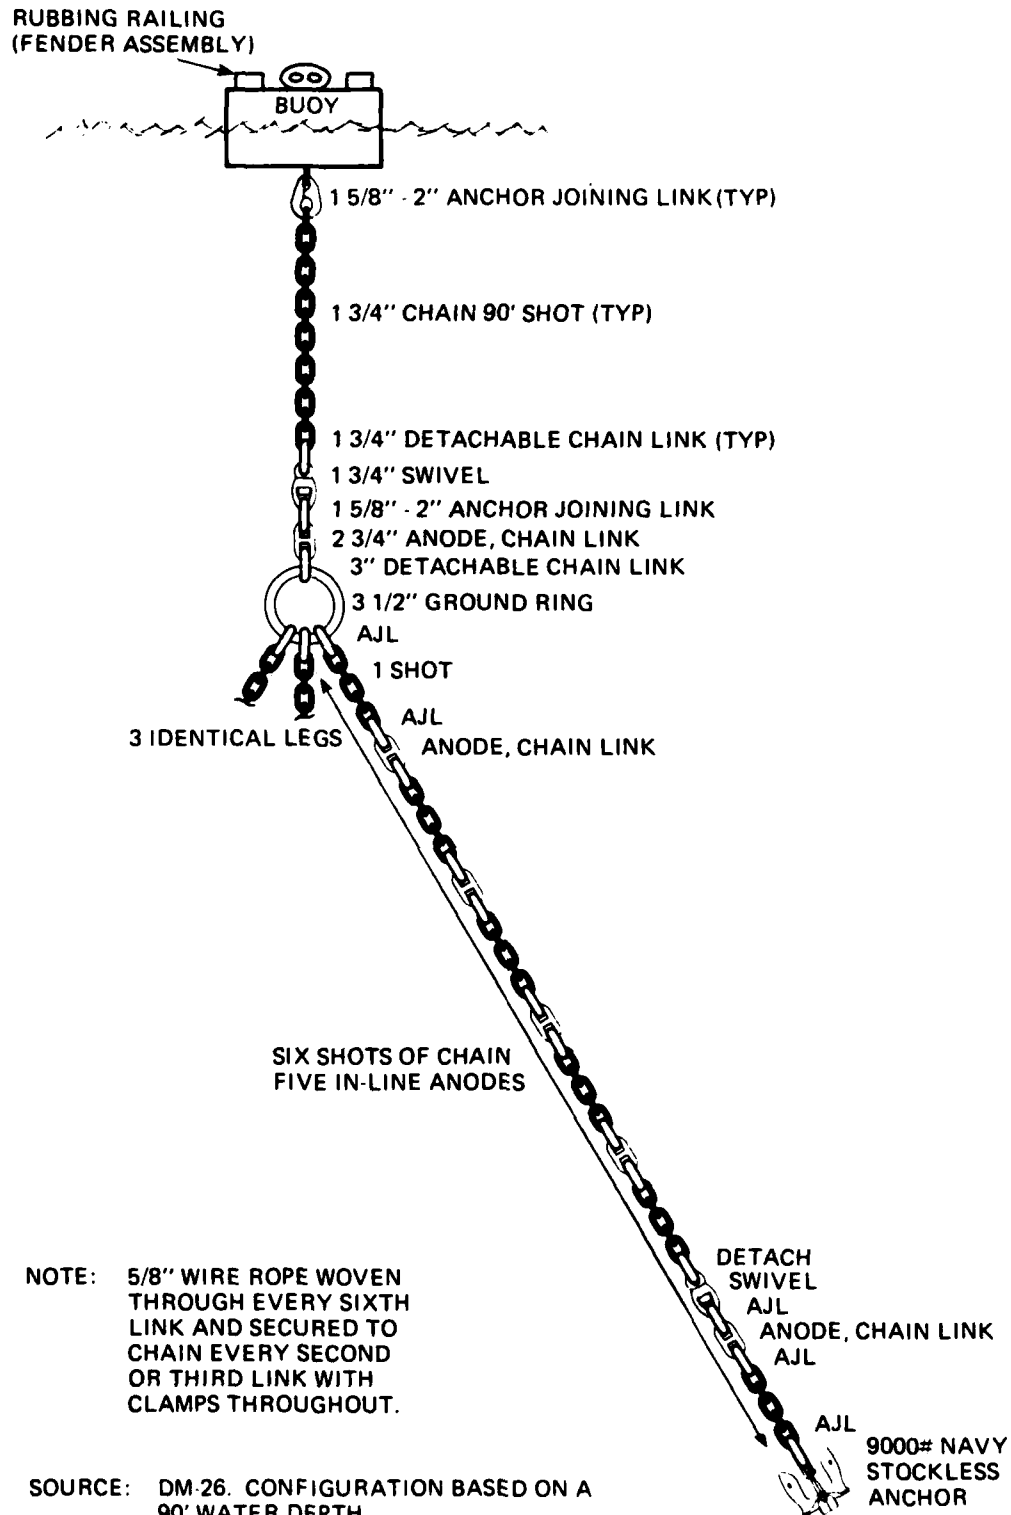 RUBBING RAILING
(FENDER ASSEMBLY)
BUOY
1 5/8" - 2" ANCHOR JOINING LINK (TYP)
1 3/4" CHAIN 90' SHOT (TYP)
1 3/4" DETACHABLE CHAIN LINK (TYP)
1 3/4" SWIVEL
1 5/8" - 2" ANCHOR JOINING LINK
2 3/4" ANODE, CHAIN LINK
3" DETACHABLE CHAIN LINK
3 1/2" GROUND RING
AJL
1 SHOT
AJL
3 IDENTICAL LEGS
ANODE, CHAIN LINK
SIX SHOTS OF CHAIN
FIVE IN-LINE ANODES
DETACH
SWIVEL
AJL
ANODE, CHAIN LINK
AJL
AJL
9000# NAVY
STOCKLESS
ANCHOR
NOTE: 5/8" WIRE ROPE WOVEN
THROUGH EVERY SIXTH
LINK AND SECURED TO
CHAIN EVERY SECOND
OR THIRD LINK WITH
CLAMPS THROUGHOUT.
SOURCE: DM-26. CONFIGURATION BASED ON A
90' WATER DEPTH